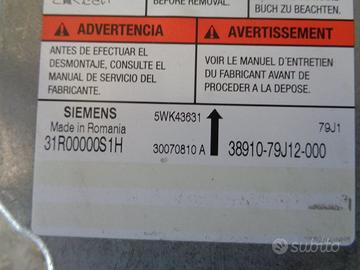 BEFORE REMOVAL.
BUCH ZU BEACHTEN.
ADVERTENCIA
AVERTISSEMENT
ANTES DE EFECTUAR EL
DESMONTAJE, CONSULTE EL
MANUAL DE SERVICIO DEL
FABRICANTE.
VOIR LE MANUEL D'ENTRETIEN
DU FABRICANT AVANT DE
PROCEDER A LA DEPOSE.
SIEMENS
5WK43631
79J1
Made in Romania
31R00000S1H
30070810 A
38910-79J12-000
subito